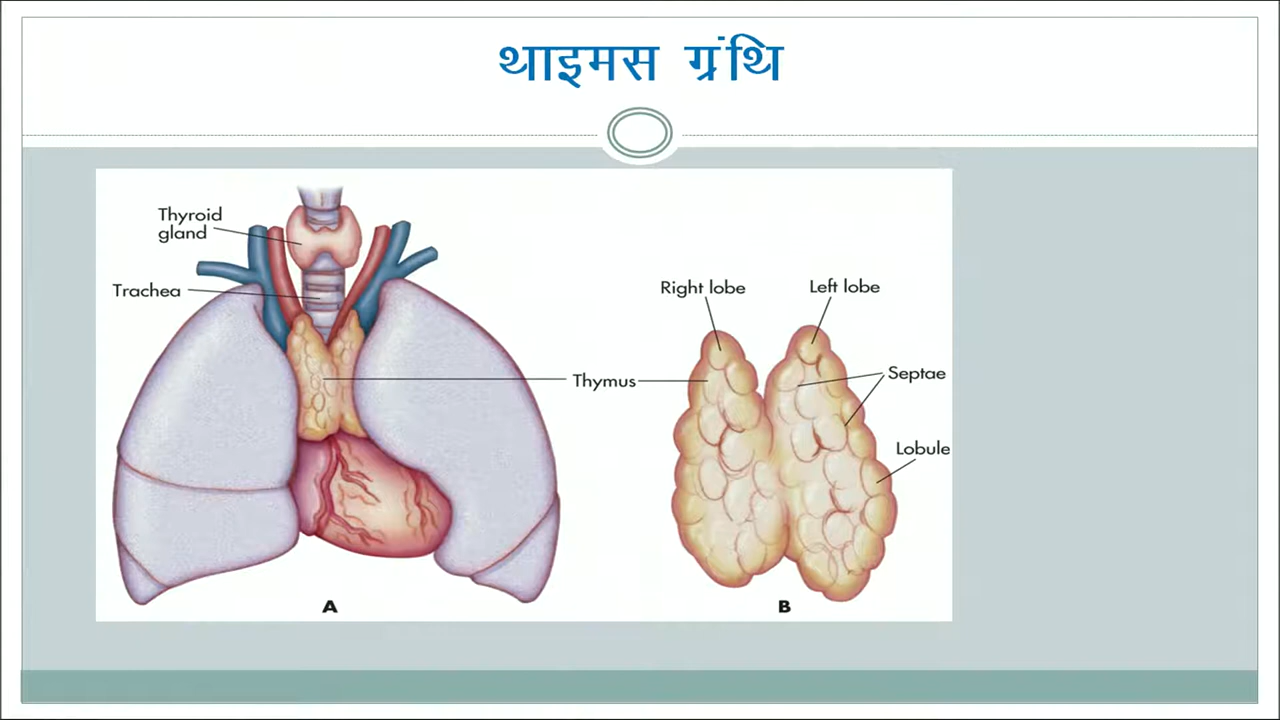 थाइमस ग्रंथि
Thyroid
gland
Trachea
Thymus
Right lobe
Left lobe
Septae
Lobule
A
B